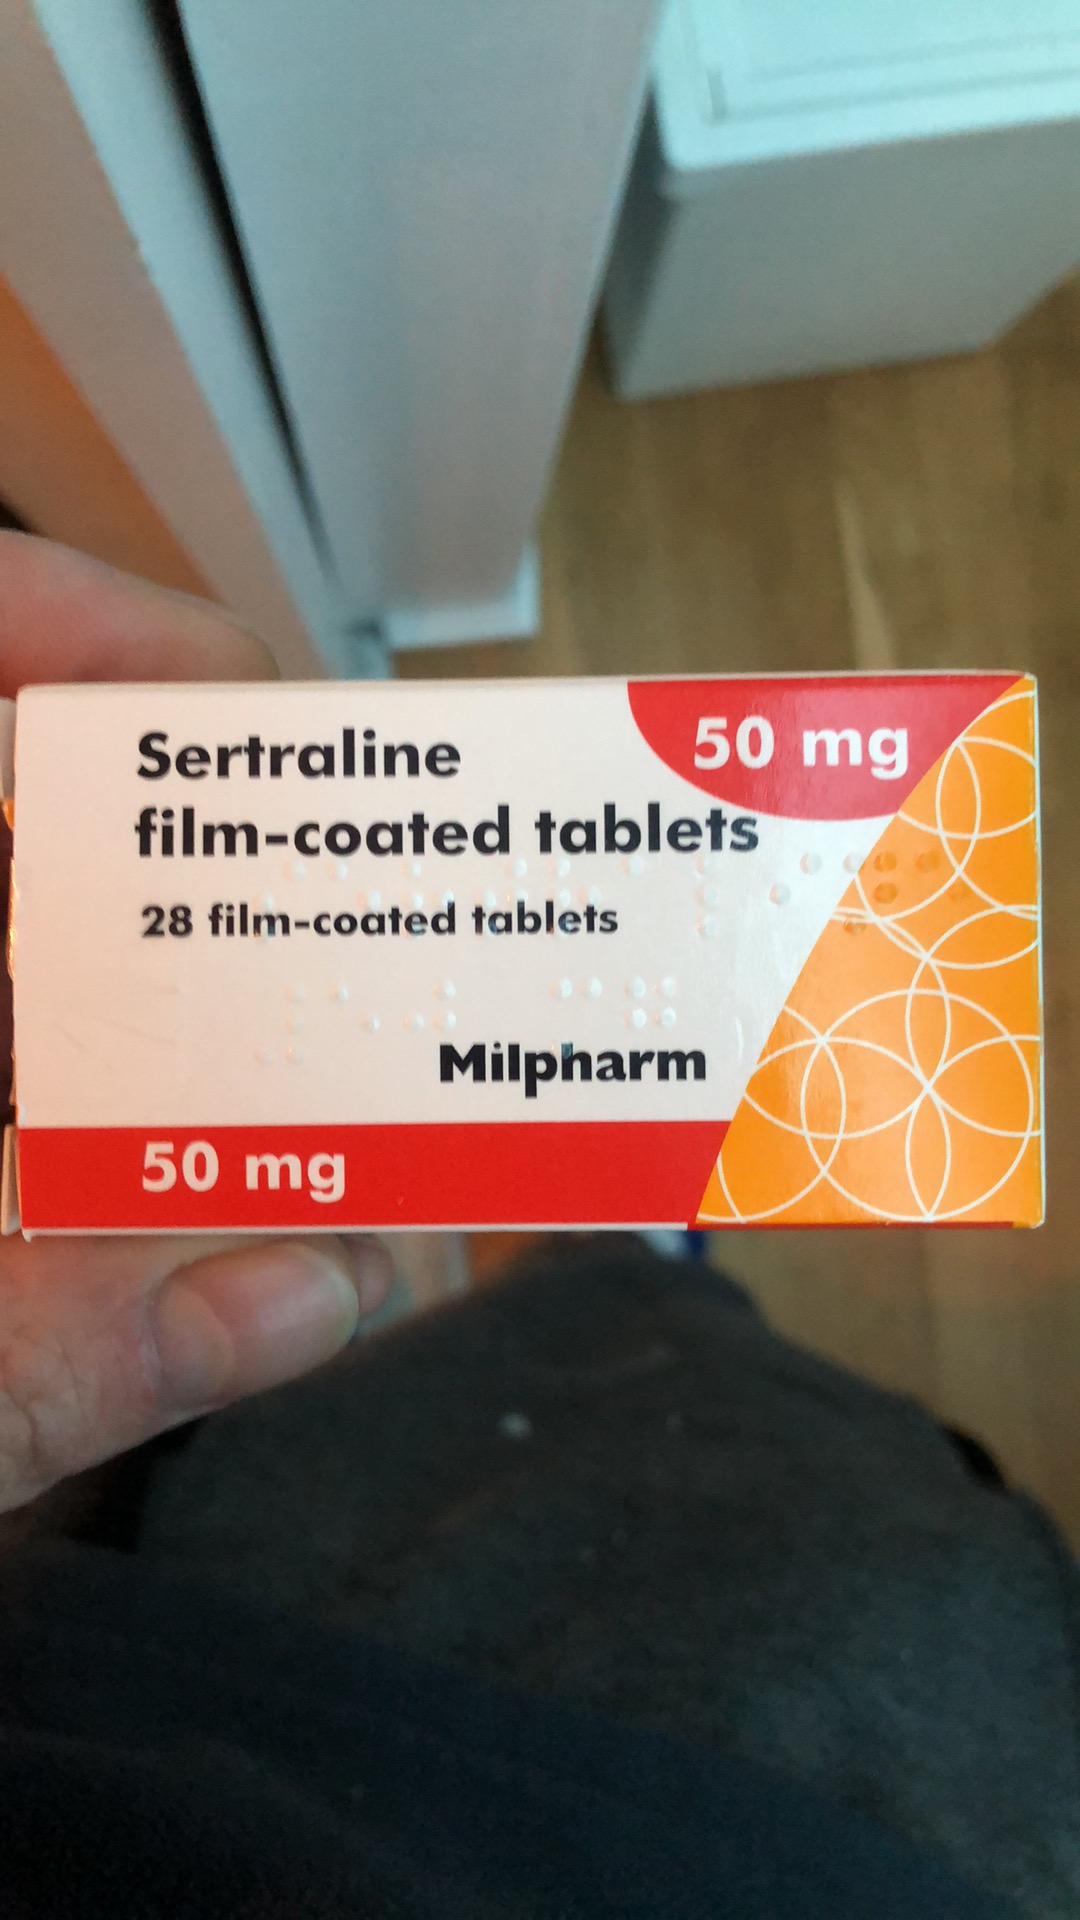 50 mg
Sertraline
film-coated tablets
28 film-coated tablets
Milpharm
50 mg